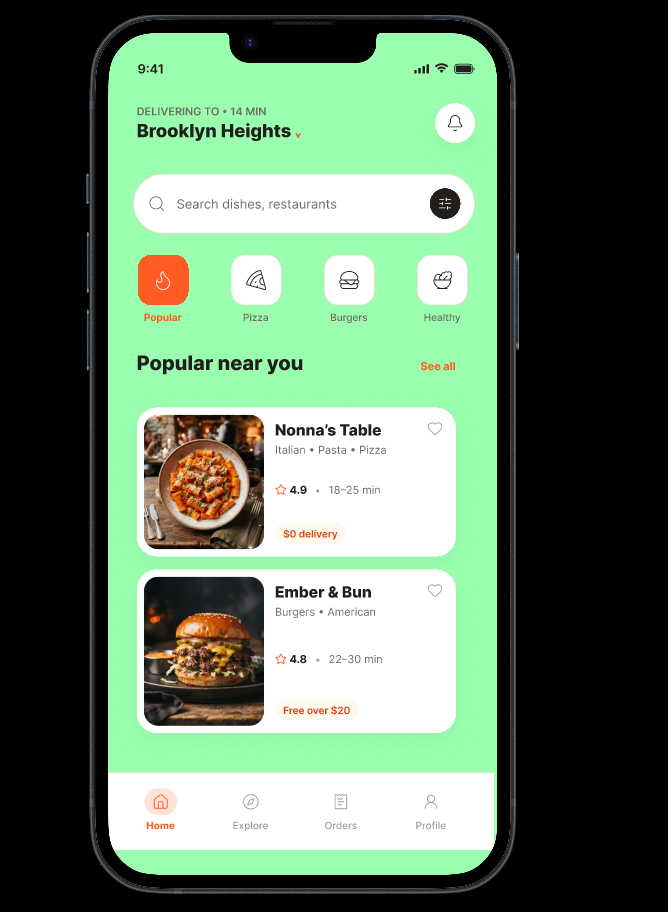 9:41
DELIVERING TO • 14 MIN
Brooklyn Heights
Search dishes, restaurants
Popular
Pizza
Burgers
Healthy
Popular near you
See all
Nonna’s Table
Italian • Pasta • Pizza
4.9 • 18–25 min
$0 delivery
Ember & Bun
Burgers • American
4.8 • 22–30 min
Free over $20
Home
Explore
Orders
Profile